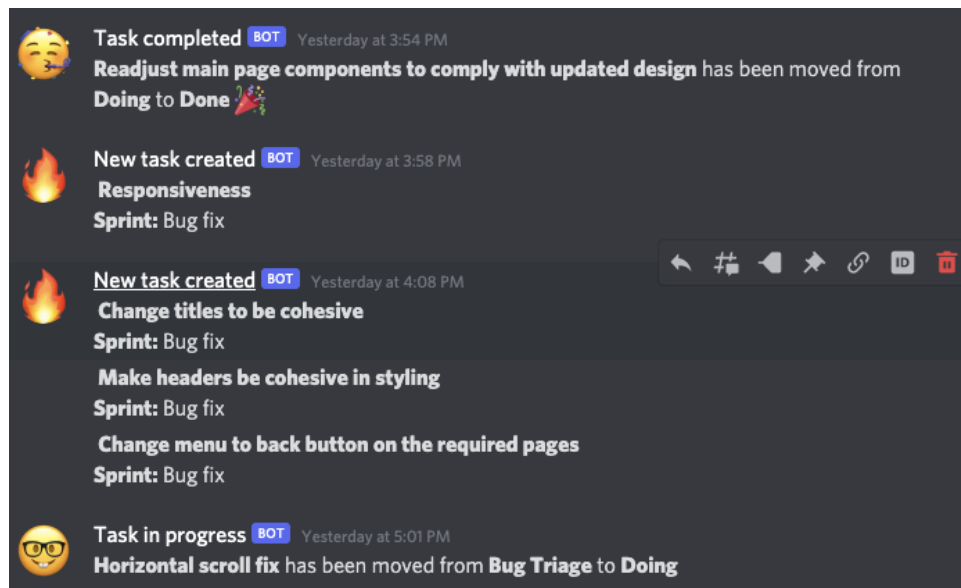 Task completed BOT Yesterday at 3:54 PM
Readjust main page components to comply with updated design has been moved from
Doing to Done
New task created BOT Yesterday at 3:58 PM
Responsiveness
Sprint: Bug fix
New task created BOT Yesterday at 4:08 PM
ID
Change titles to be cohesive
Sprint: Bug fix
Make headers be cohesive in styling
Sprint: Bug fix
Change menu to back button on the required pages
Sprint: Bug fix
Task in progress BOT Yesterday at 5:01 PM
Horizontal scroll fix has been moved from Bug Triage to Doing